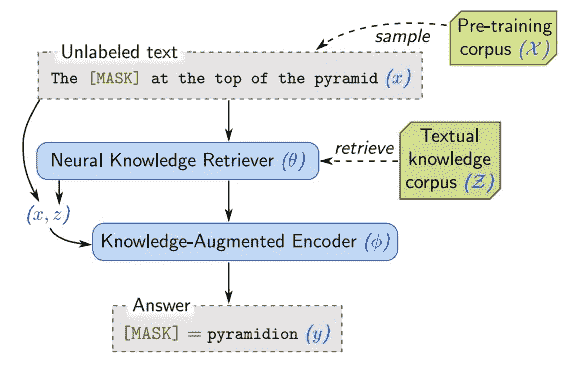 Unlabeled text
The [MASK] at the top of the pyramid (x)
sample
Pre-training
corpus (𝒳)
Neural Knowledge Retriever (θ)
retrieve
Textual
knowledge
corpus (𝒵)
(x, z)
Knowledge-Augmented Encoder (ϕ)
Answer
[MASK] = pyramidion (y)